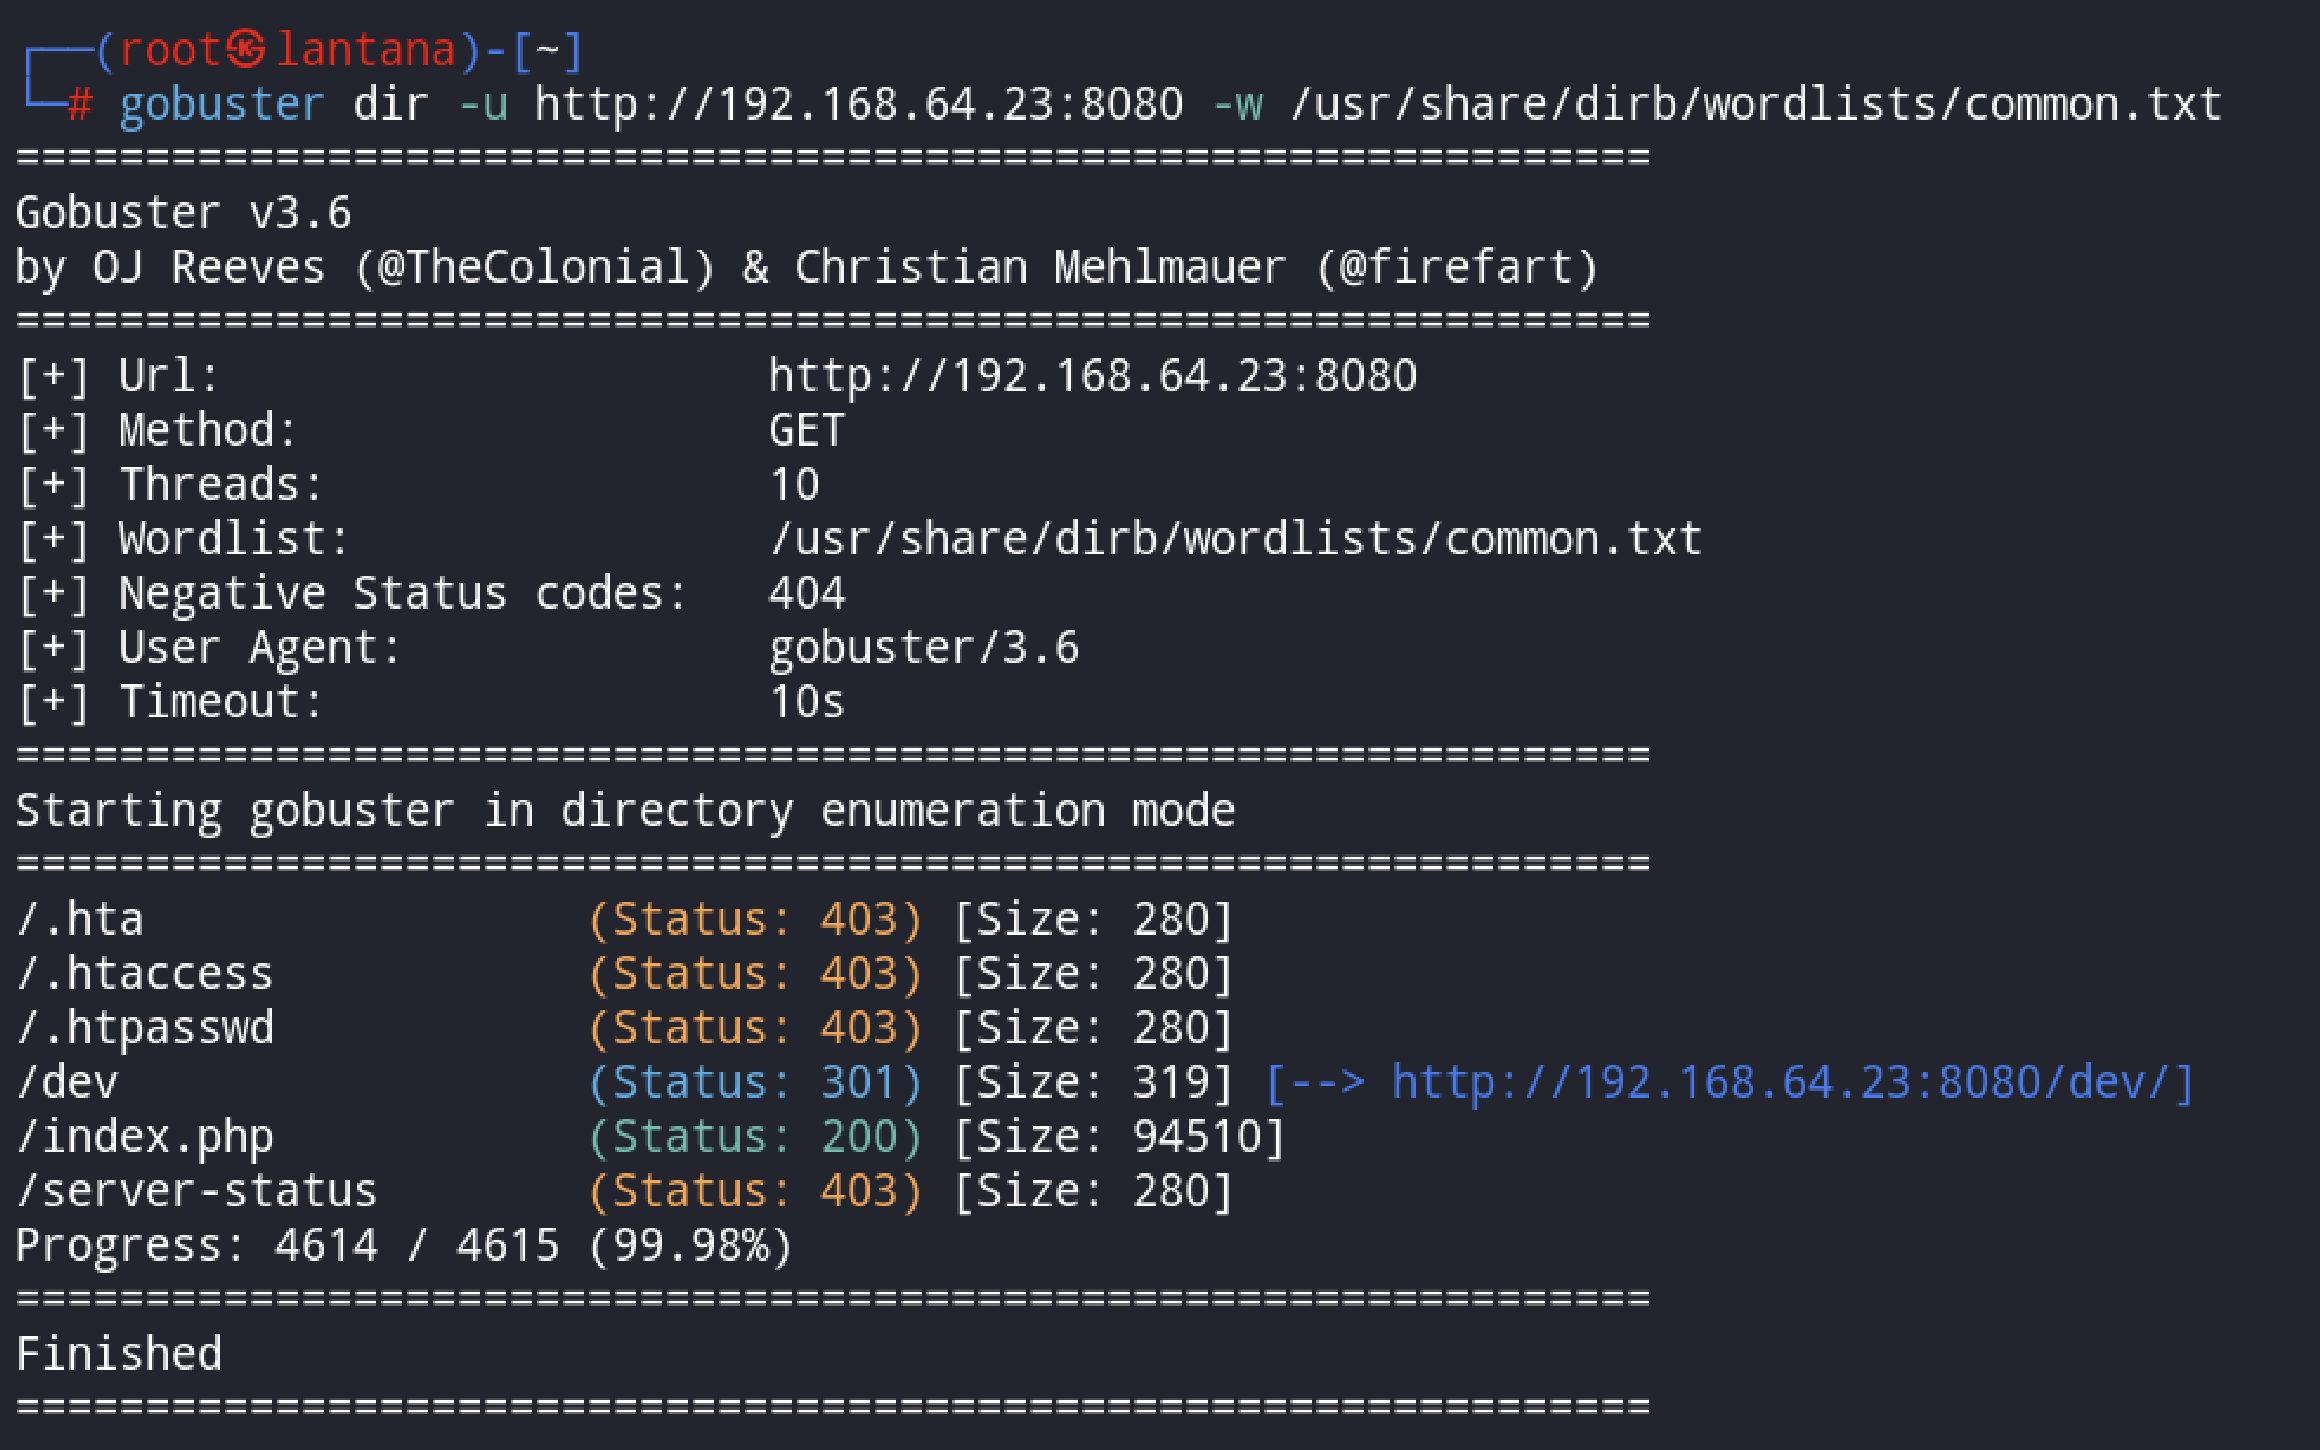 ┌──(root㉿lantana)-[~]
└─# gobuster dir -u http://192.168.64.23:8080 -w /usr/share/dirb/wordlists/common.txt
===============================================================
Gobuster v3.6
by OJ Reeves (@TheColonial) & Christian Mehlmauer (@firefart)
===============================================================
[+] Url:                     http://192.168.64.23:8080
[+] Method:                  GET
[+] Threads:                 10
[+] Wordlist:                /usr/share/dirb/wordlists/common.txt
[+] Negative Status codes:   404
[+] User Agent:              gobuster/3.6
[+] Timeout:                 10s
===============================================================
Starting gobuster in directory enumeration mode
===============================================================
/.hta                 (Status: 403) [Size: 280]
/.htaccess            (Status: 403) [Size: 280]
/.htpasswd            (Status: 403) [Size: 280]
/dev                  (Status: 301) [Size: 319] [--> http://192.168.64.23:8080/dev/]
/index.php            (Status: 200) [Size: 94510]
/server-status        (Status: 403) [Size: 280]
Progress: 4614 / 4615 (99.98%)
===============================================================
Finished
===============================================================